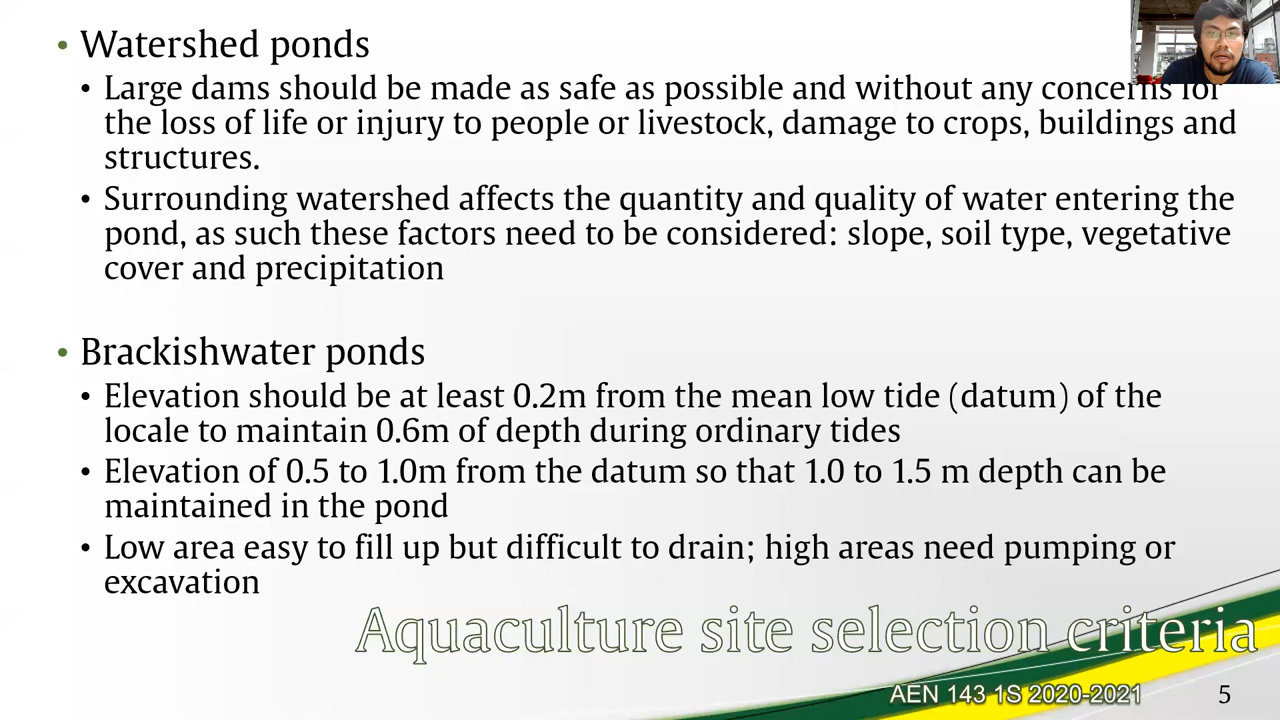 • Watershed ponds
• Large dams should be made as safe as possible and without any concerns for
the loss of life or injury to people or livestock, damage to crops, buildings and
structures.
• Surrounding watershed affects the quantity and quality of water entering the
pond, as such these factors need to be considered: slope, soil type, vegetative
cover and precipitation
• Brackishwater ponds
• Elevation should be at least 0.2m from the mean low tide (datum) of the
locale to maintain 0.6m of depth during ordinary tides
• Elevation of 0.5 to 1.0m from the datum so that 1.0 to 1.5 m depth can be
maintained in the pond
• Low area easy to fill up but difficult to drain; high areas need pumping or
excavation
Aquaculture site selection criteria
AEN 143 1S 2020-2021
5